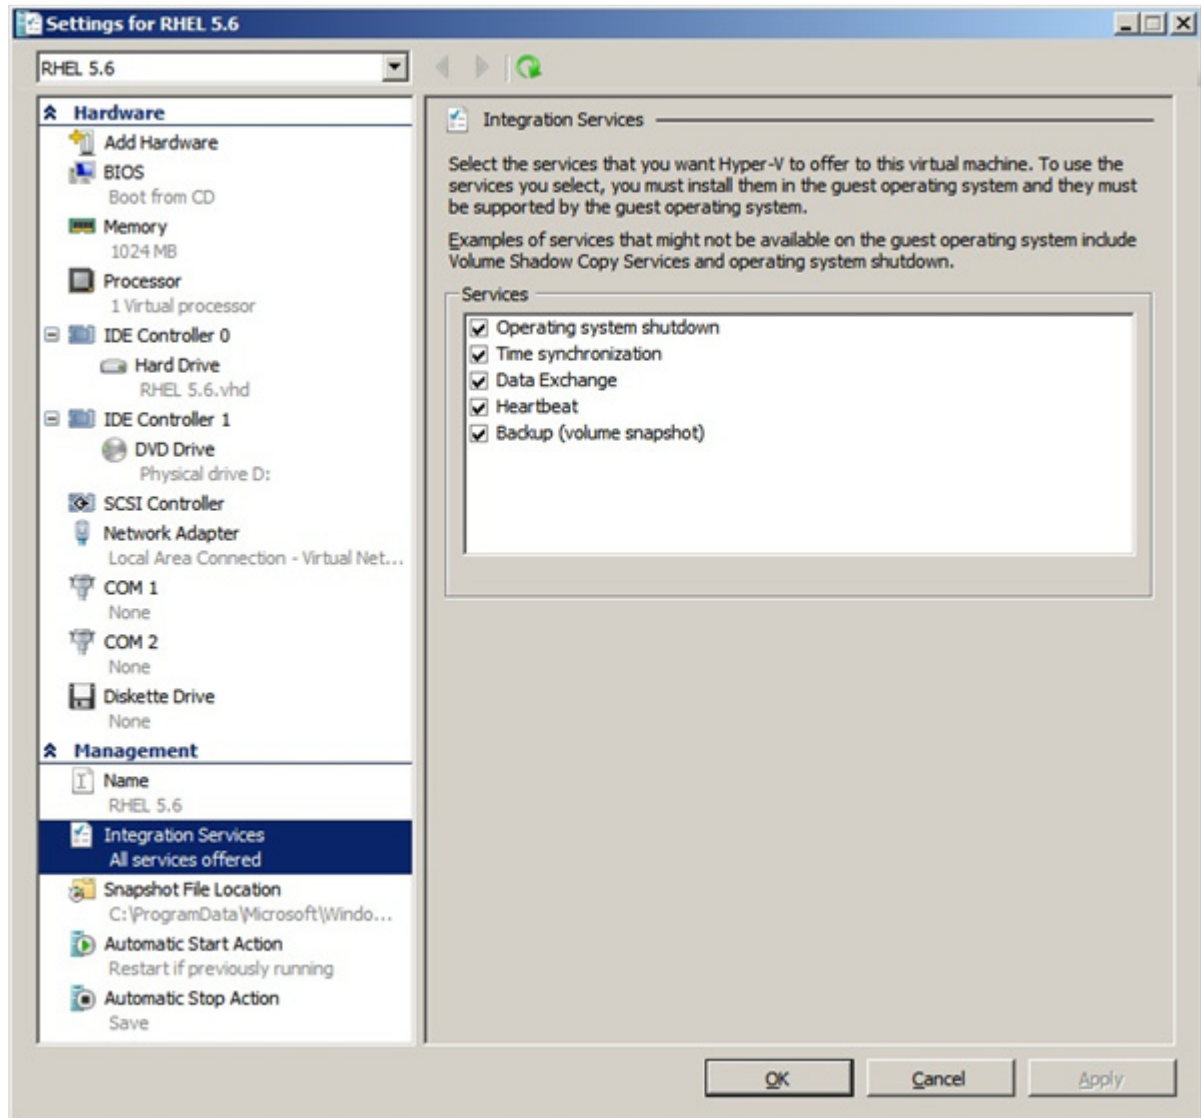 Settings for RHEL 5.6
RHEL 5.6
Hardware
Add Hardware
BIOS
Boot from CD
Memory
1024 MB
Processor
1 Virtual processor
IDE Controller 0
Hard Drive
RHEL 5.6.vhd
IDE Controller 1
DVD Drive
Physical drive D:
SCSI Controller
Network Adapter
Local Area Connection - Virtual Net...
COM 1
None
COM 2
None
Diskette Drive
None
Management
Name
RHEL 5.6
Integration Services
All services offered
Snapshot File Location
C:\ProgramData\Microsoft\Windo...
Automatic Start Action
Restart if previously running
Automatic Stop Action
Save
Integration Services
Select the services that you want Hyper-V to offer to this virtual machine. To use the
services you select, you must install them in the guest operating system and they must
be supported by the guest operating system.
Examples of services that might not be available on the guest operating system include
Volume Shadow Copy Services and operating system shutdown.
Services
Operating system shutdown
Time synchronization
Data Exchange
Heartbeat
Backup (volume snapshot)
OK
Cancel
Apply